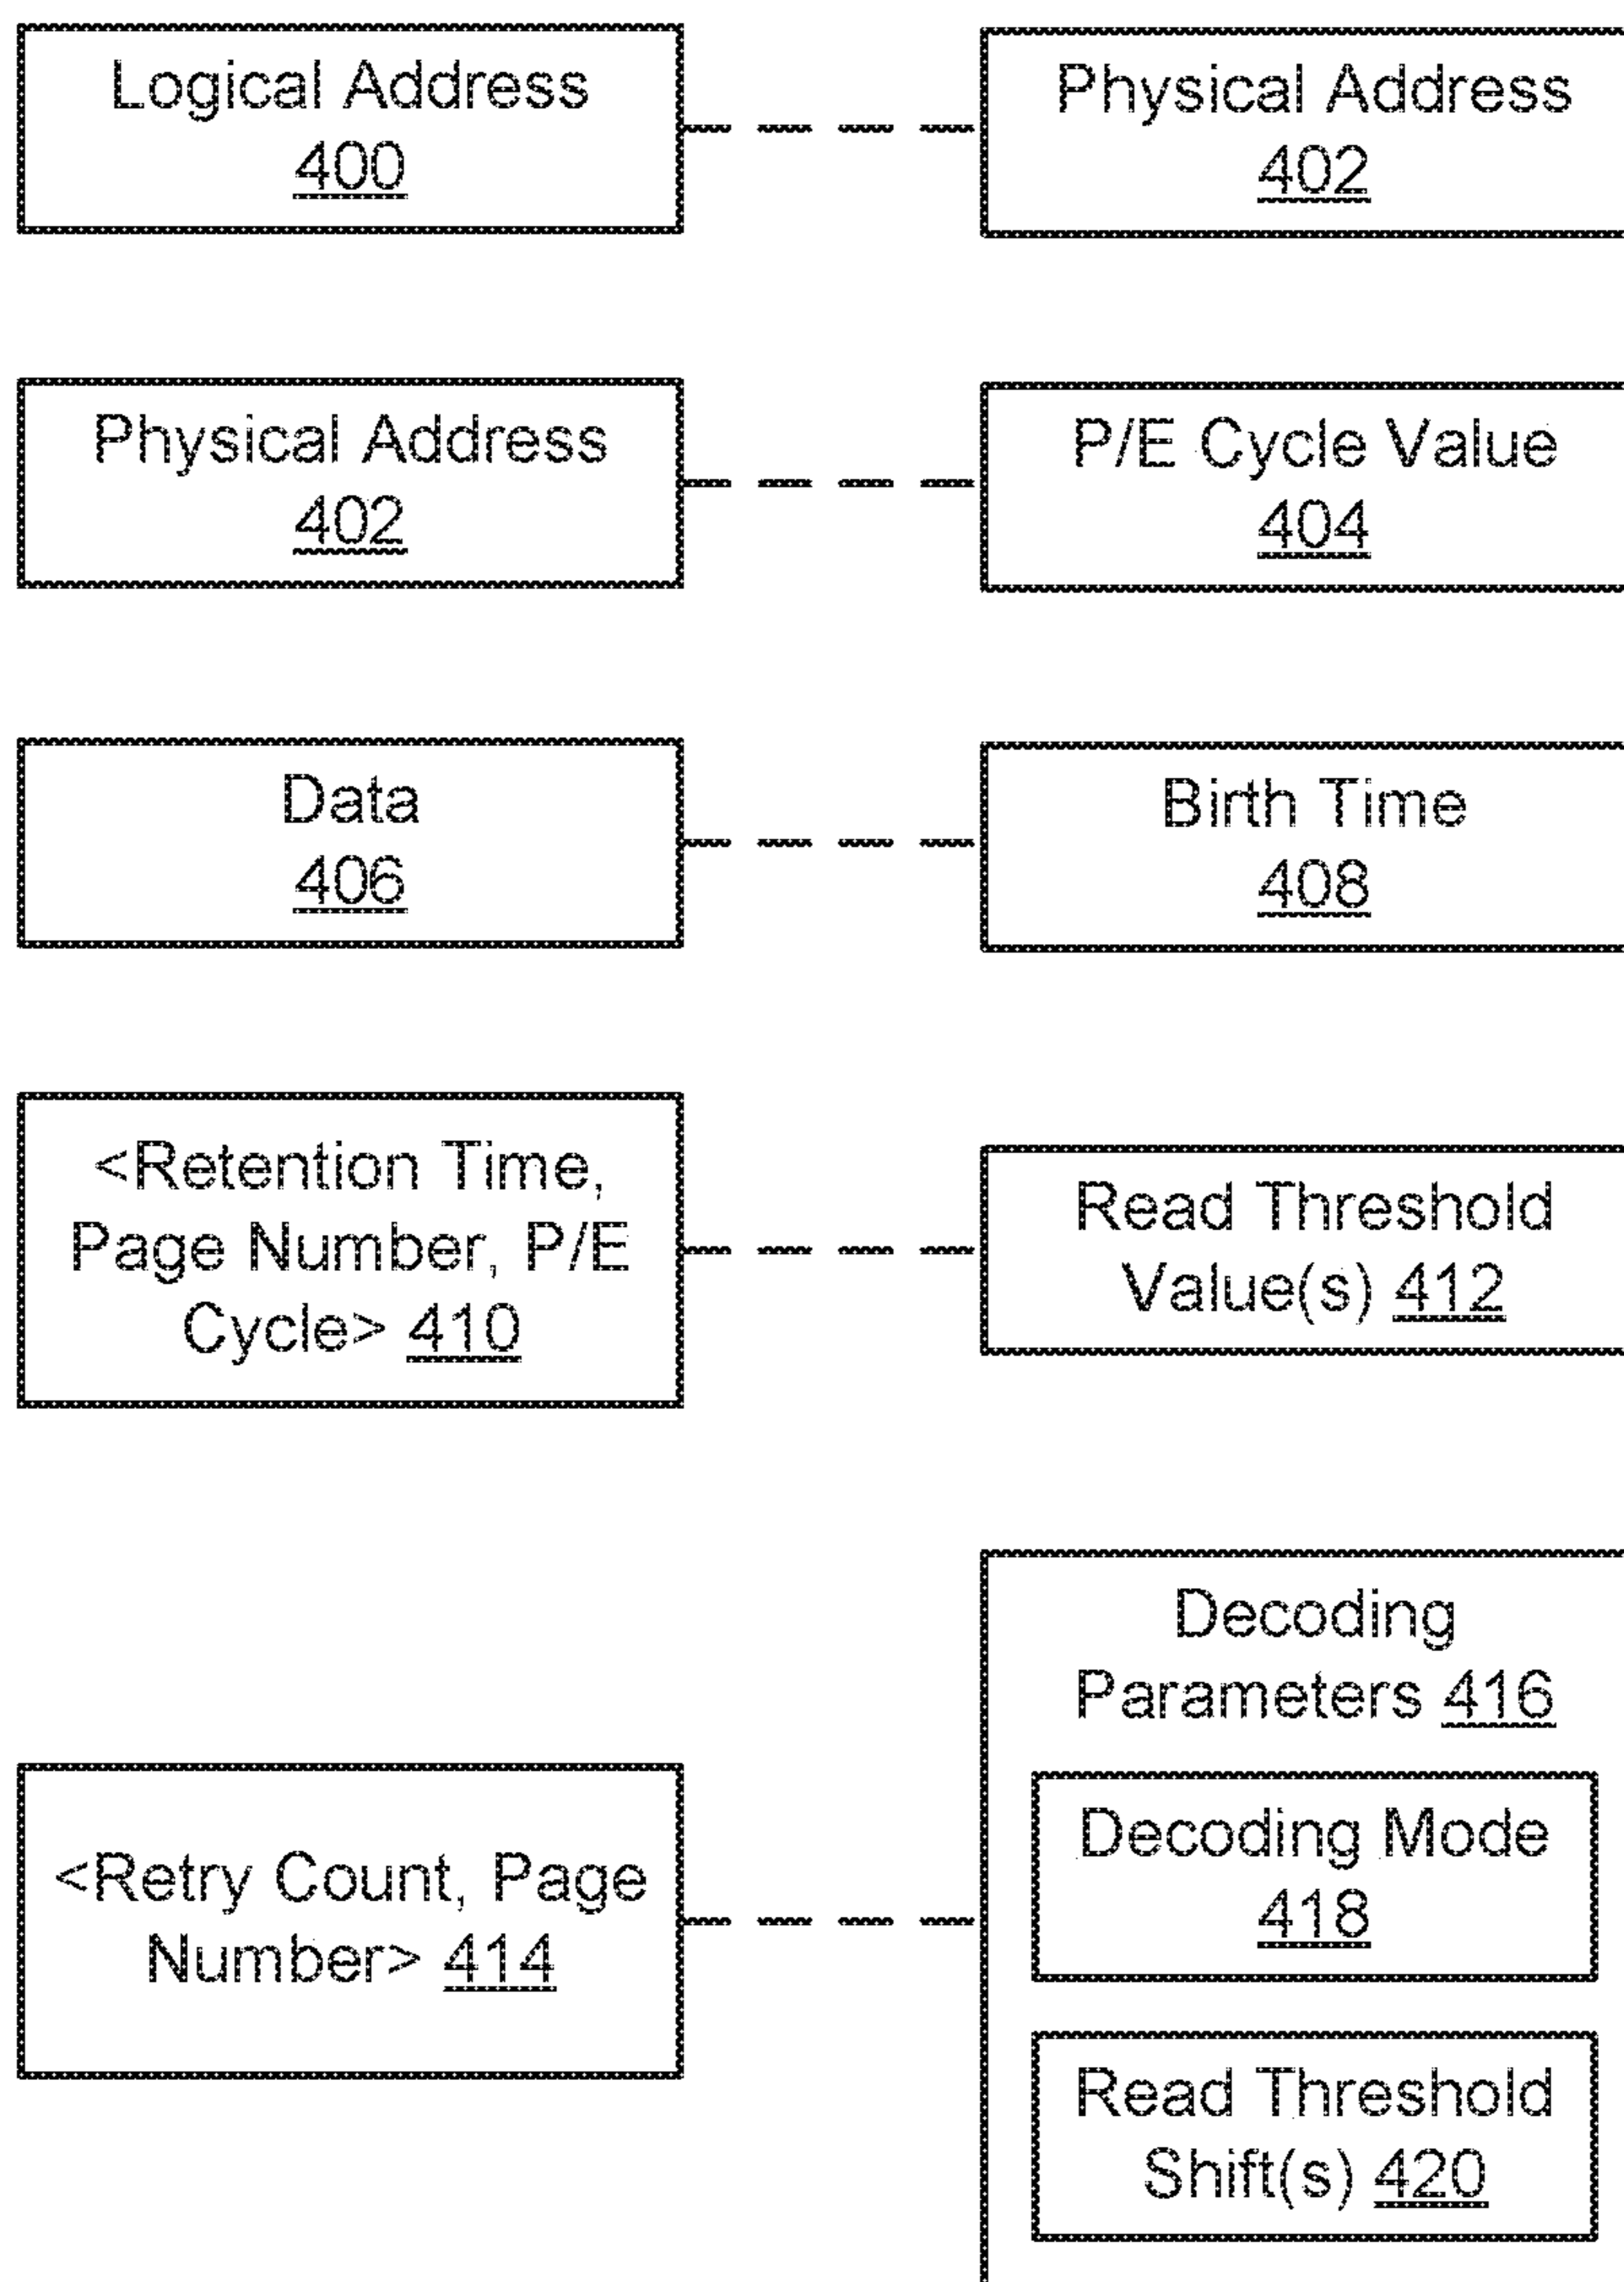 Logical Address
400
Physical Address
402
Physical Address
402
P/E Cycle Value
404
Data
406
Birth Time
408
<Retention Time,
Page Number, P/E
Cycle> 410
Read Threshold
Value(s) 412
<Retry Count, Page
Number> 414
Decoding
Parameters 416
Decoding Mode
418
Read Threshold
Shift(s) 420